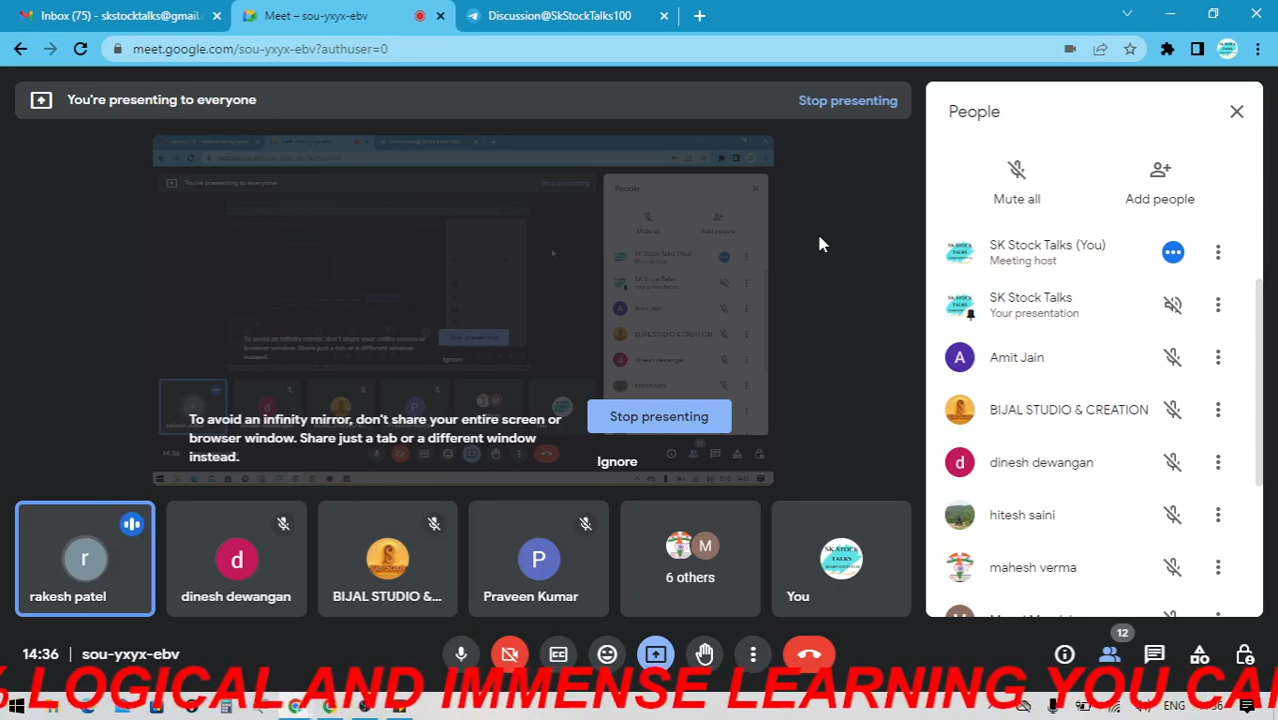 Inbox (75) - skstocktalks@gmail.
Meet – sou-yxyx-ebv
Discussion@SkStockTalks100
meet.google.com/sou-yxyx-ebv?authuser=0
You're presenting to everyone
Stop presenting
People
Mute all
Add people
SK Stock Talks (You)
Meeting host
SK Stock Talks
Your presentation
Amit Jain
BIJAL STUDIO & CREATION
dinesh dewangan
hitesh saini
mahesh verma
To avoid an infinity mirror, don't share your entire screen or
browser window. Share just a tab or a different window
instead.
Stop presenting
Ignore
r
rakesh patel
d
dinesh dewangan
BIJAL STUDIO &...
P
Praveen Kumar
M
6 others
SK STOCK
TALKS
You
14:36 | sou-yxyx-ebv
12
% LOGICAL AND IMMENSE LEARNING YOU CA
ENG